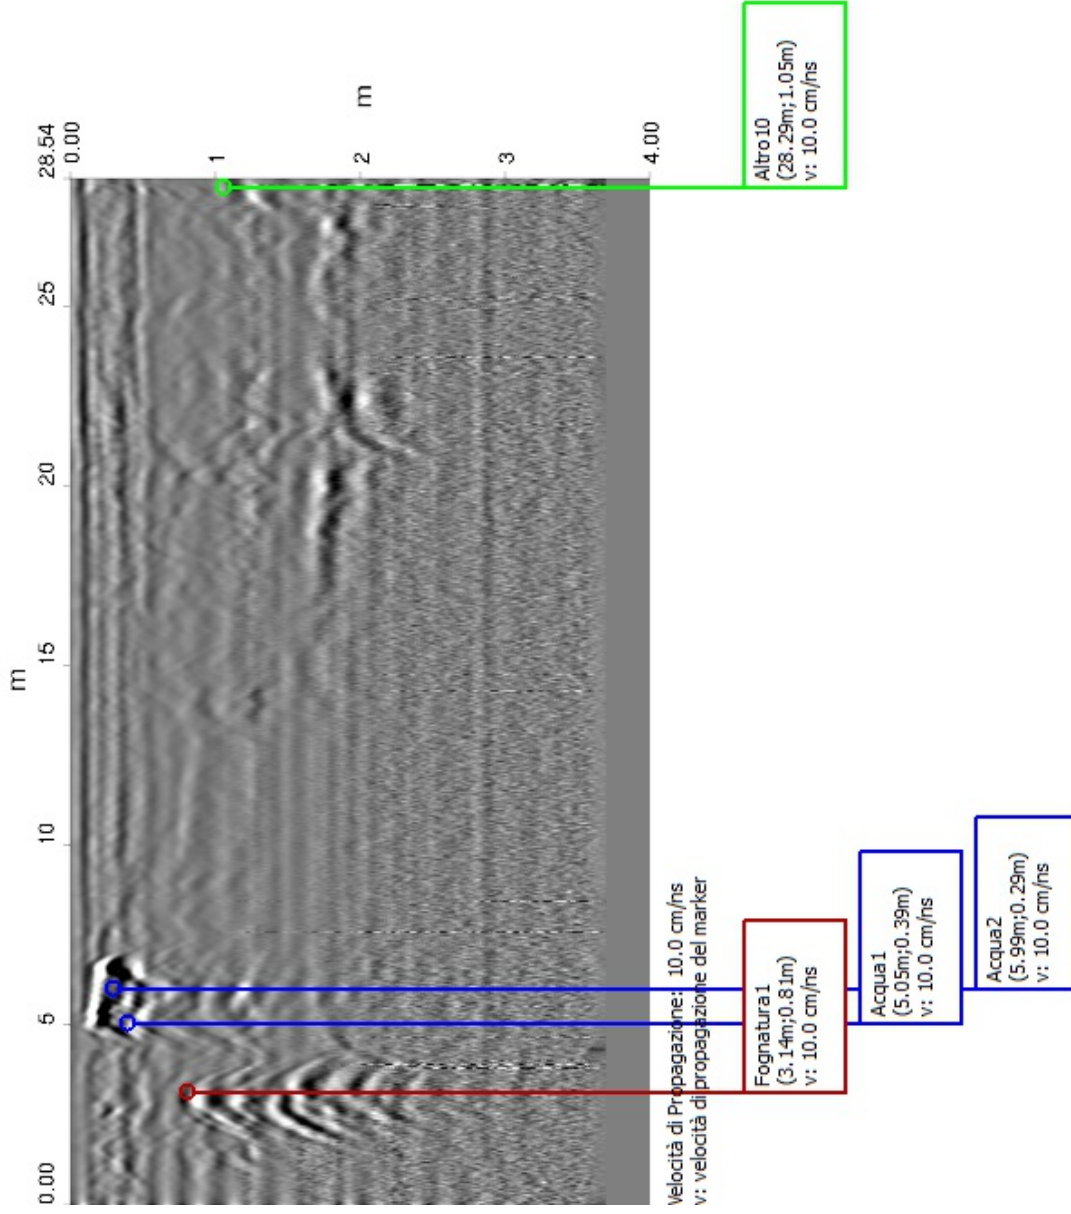 m
0.00
5
10
15
20
25
28.54
0.00
1
2
3
4.00
m
Velocità di Propagazione: 10.0 cm/ns
v: velocità di propagazione del marker
Fognatura1
(3.14m;0.81m)
v: 10.0 cm/ns
Acqua1
(5.05m;0.39m)
v: 10.0 cm/ns
Acqua2
(5.99m;0.29m)
v: 10.0 cm/ns
Altro10
(28.29m;1.05m)
v: 10.0 cm/ns